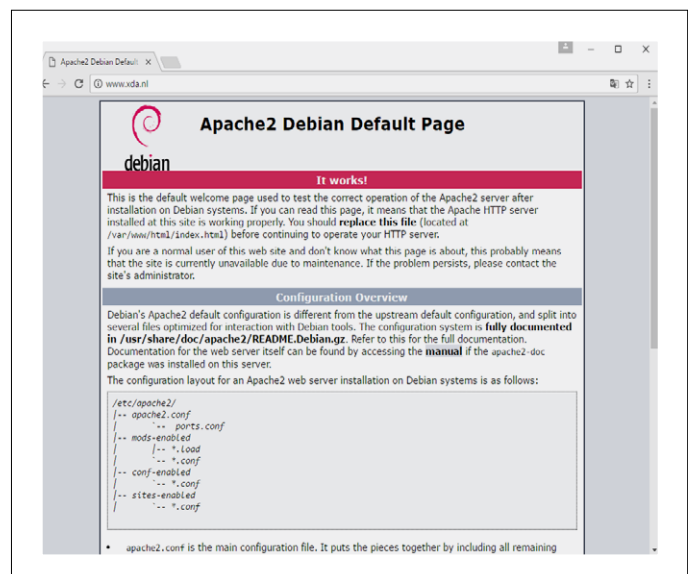 Apache2 Debian Default
www.xda.nl
debian
Apache2 Debian Default Page
It works!
This is the default welcome page used to test the correct operation of the Apache2 server after
installation on Debian systems. If you can read this page, it means that the Apache HTTP server
installed at this site is working properly. You should replace this file (located at
/var/www/html/index.html) before continuing to operate your HTTP server.
If you are a normal user of this web site and don't know what this page is about, this probably means
that the site is currently unavailable due to maintenance. If the problem persists, please contact the
site's administrator.
Configuration Overview
Debian's Apache2 default configuration is different from the upstream default configuration, and split into
several files optimized for interaction with Debian tools. The configuration system is fully documented
in /usr/share/doc/apache2/README.Debian.gz. Refer to this for the full documentation.
Documentation for the web server itself can be found by accessing the manual if the apache2-doc
package was installed on this server.
The configuration layout for an Apache2 web server installation on Debian systems is as follows:
/etc/apache2/
|-- apache2.conf
|       `--  ports.conf
|-- mods-enabled
|       |-- *.load
|       `-- *.conf
|-- conf-enabled
|       `-- *.conf
|-- sites-enabled
|       `-- *.conf
• apache2.conf is the main configuration file. It puts the pieces together by including all remaining